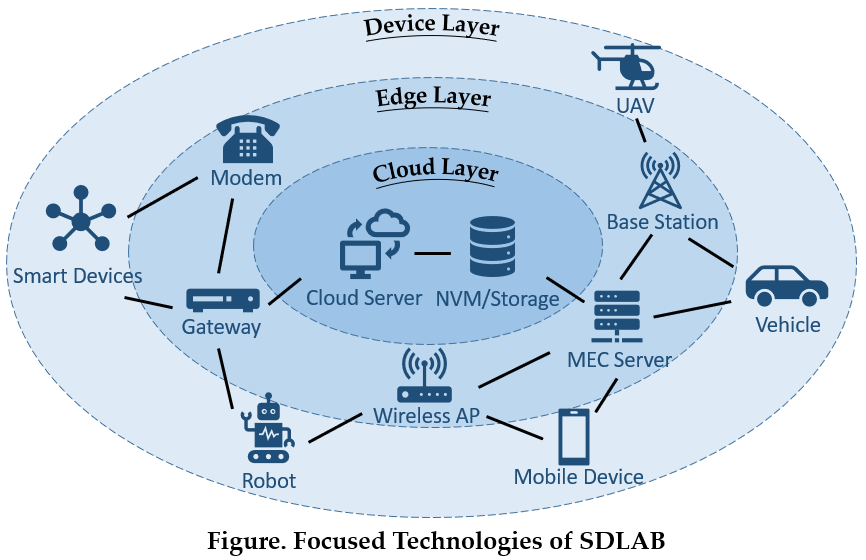 Device Layer
UAV
Edge Layer
Modem
Cloud Layer
Base Station
Smart Devices
Cloud Server
NVM/Storage
Gateway
Vehicle
MEC Server
Wireless AP
Robot
Mobile Device
Figure. Focused Technologies of SDLAB